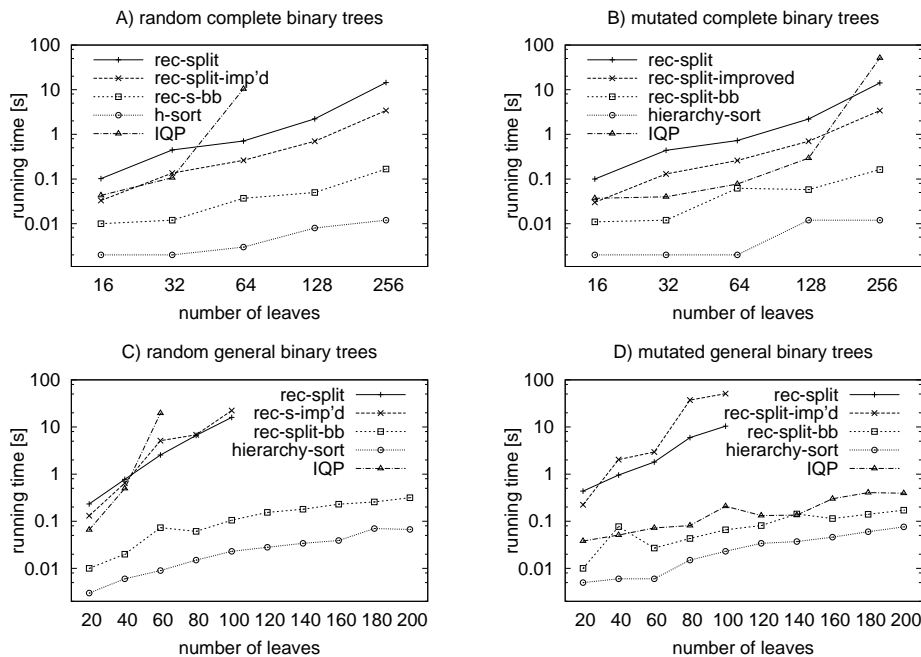 A) random complete binary trees
100
10
1
0.1
0.01
running time [s]
rec-split
rec-split-imp'd
rec-s-bb
h-sort
IQP
16 32 64 128 256
number of leaves
B) mutated complete binary trees
100
10
1
0.1
0.01
running time [s]
rec-split
rec-split-improved
rec-split-bb
hierarchy-sort
IQP
16 32 64 128 256
number of leaves
C) random general binary trees
100
10
1
0.1
0.01
running time [s]
rec-split
rec-s-imp'd
rec-split-bb
hierarchy-sort
IQP
20 40 60 80 100 120 140 160 180 200
number of leaves
D) mutated general binary trees
100
10
1
0.1
0.01
running time [s]
rec-split
rec-split-imp'd
rec-split-bb
hierarchy-sort
IQP
20 40 60 80 100 120 140 160 180 200
number of leaves